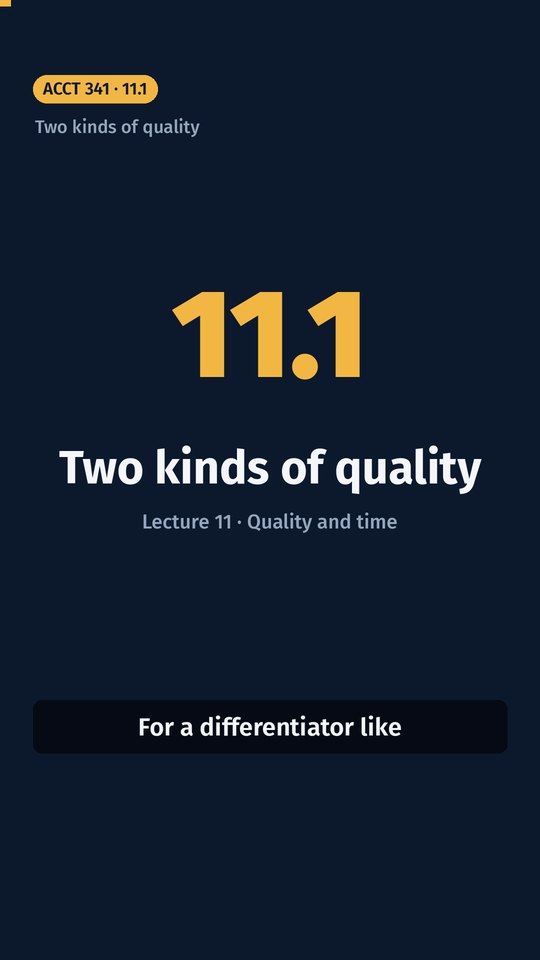 ACCT 341 · 11.1
Two kinds of quality
11.1
Two kinds of quality
Lecture 11 · Quality and time
For a differentiator like